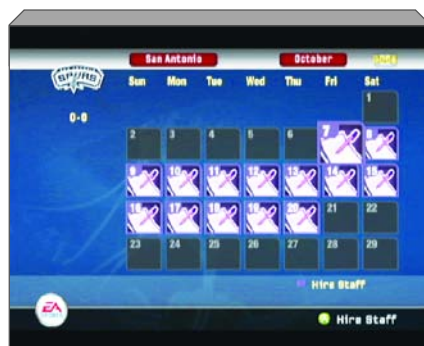 San Antonio October
SPURS Sun Mon Tue Wed Thu Fri Sat
0-0
1
2 3 4 5 6 7 8
9 10 11 12 13 14 15
16 17 18 19 20 21 22
23 24 25 26 27 28 29
Hire Staff
EA
Hire Staff